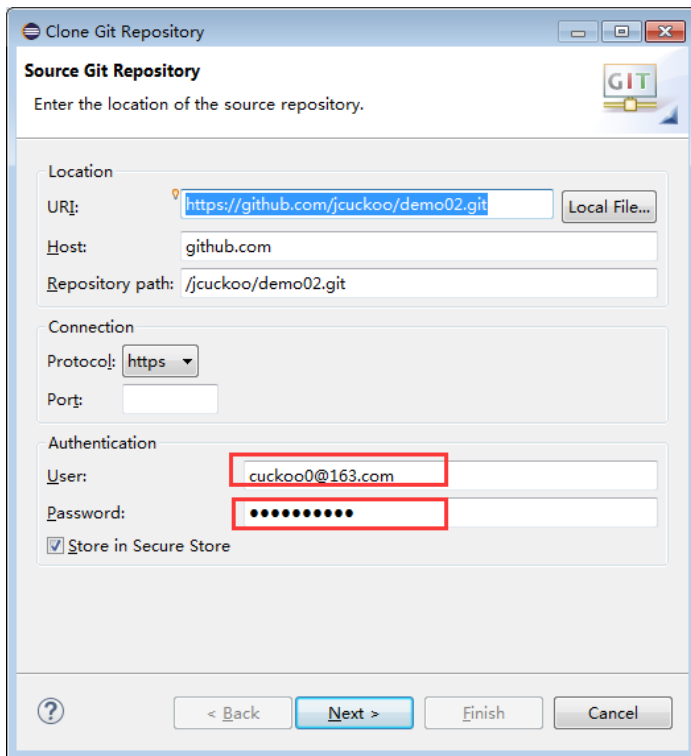 Clone Git Repository
Source Git Repository
Enter the location of the source repository.
GIT
Location
URI: https://github.com/jcuckoo/demo02.git Local File...
Host: github.com
Repository path: /jcuckoo/demo02.git
Connection
Protocol: https
Port:
Authentication
User: cuckoo0@163.com
Password: ●●●●●●●●●●
Store in Secure Store
? < Back Next > Finish Cancel